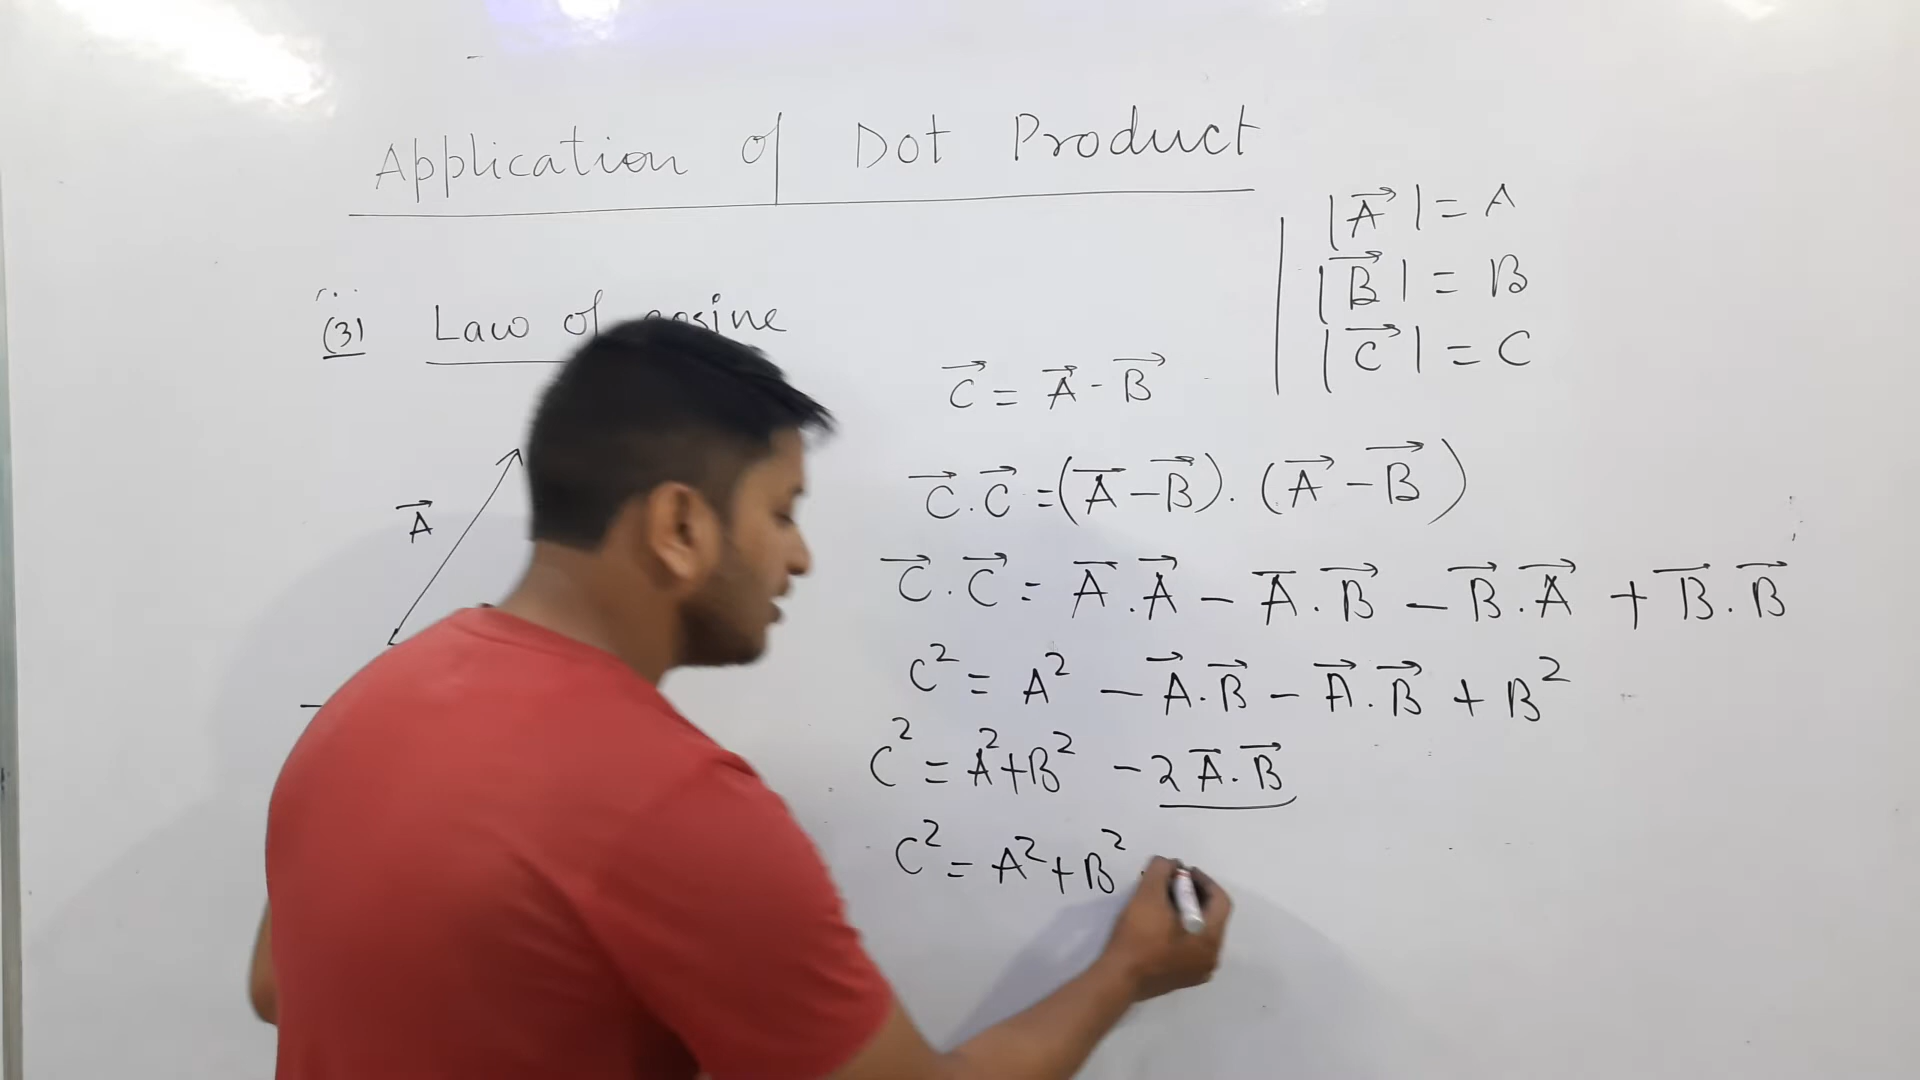 Application of Dot Product
|A⃗| = A
|B⃗| = B
|C⃗| = C
(3) Law of cosine
A⃗
C⃗ = A⃗ - B⃗
C⃗.C⃗ = (A⃗ - B⃗).(A⃗ - B⃗)
C⃗.C⃗ = A⃗.A⃗ - A⃗.B⃗ - B⃗.A⃗ + B⃗.B⃗
C² = A² - A⃗.B⃗ - A⃗.B⃗ + B²
C² = A² + B² - 2A⃗.B⃗
C² = A² + B²